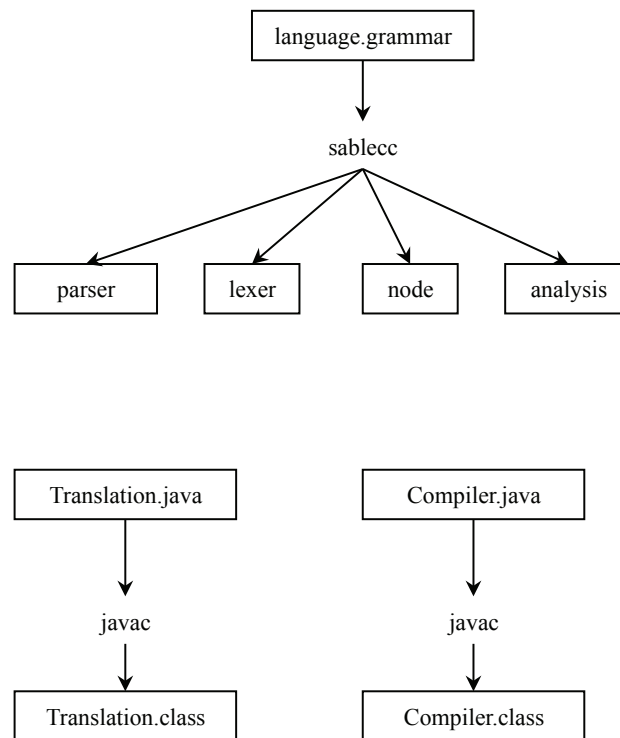 language.grammar
sablecc
parser lexer node analysis
Translation.java Compiler.java
javac javac
Translation.class Compiler.class